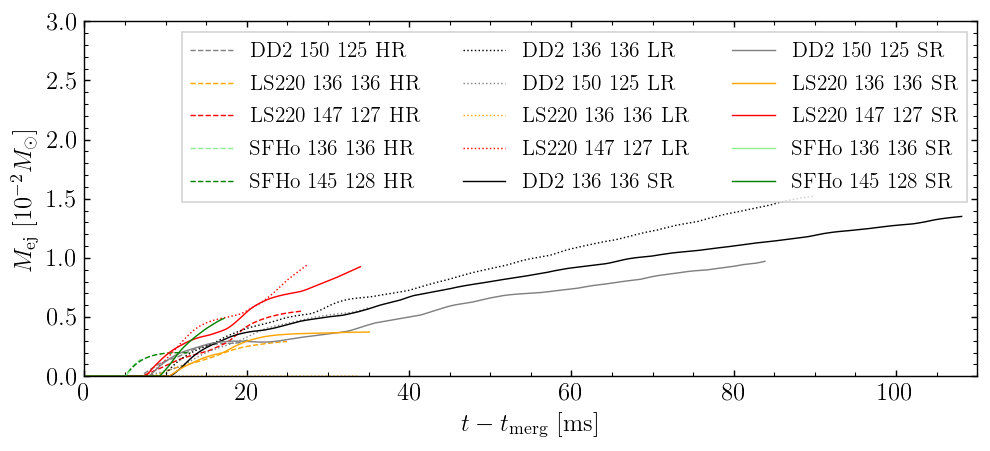 3.0
2.5
2.0
1.5
1.0
0.5
0.0
M_ej [10^−2 M_⊙]
DD2 150 125 HR
LS220 136 136 HR
LS220 147 127 HR
SFHo 136 136 HR
SFHo 145 128 HR
DD2 136 136 LR
DD2 150 125 LR
LS220 136 136 LR
LS220 147 127 LR
DD2 136 136 SR
DD2 150 125 SR
LS220 136 136 SR
LS220 147 127 SR
SFHo 136 136 SR
SFHo 145 128 SR
0 20 40 60 80 100
t − t_merg [ms]